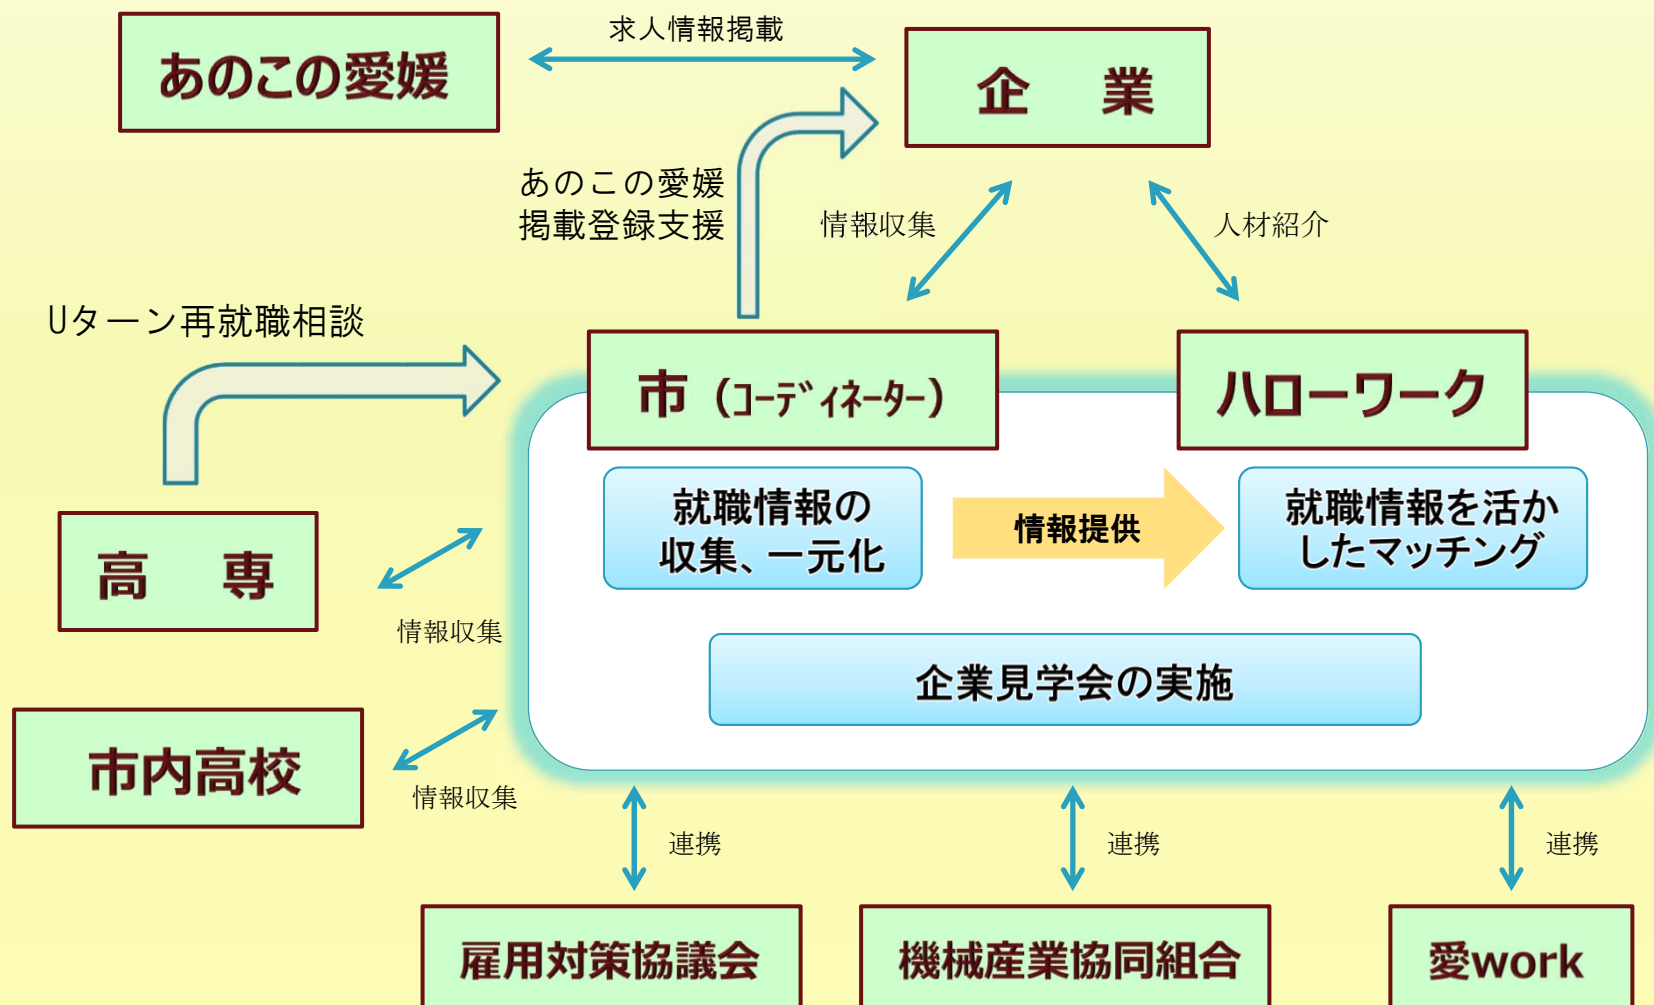 求人情報掲載
あのこの愛媛
企　業
あのこの愛媛
掲載登録支援
情報収集
人材紹介
Uターン再就職相談
市（ｺｰﾃﾞｨﾈｰﾀｰ）
ハローワーク
就職情報の
収集、一元化
情報提供
就職情報を活か
したマッチング
高　専
情報収集
企業見学会の実施
市内高校
情報収集
連携
連携
連携
雇用対策協議会
機械産業協同組合
愛work